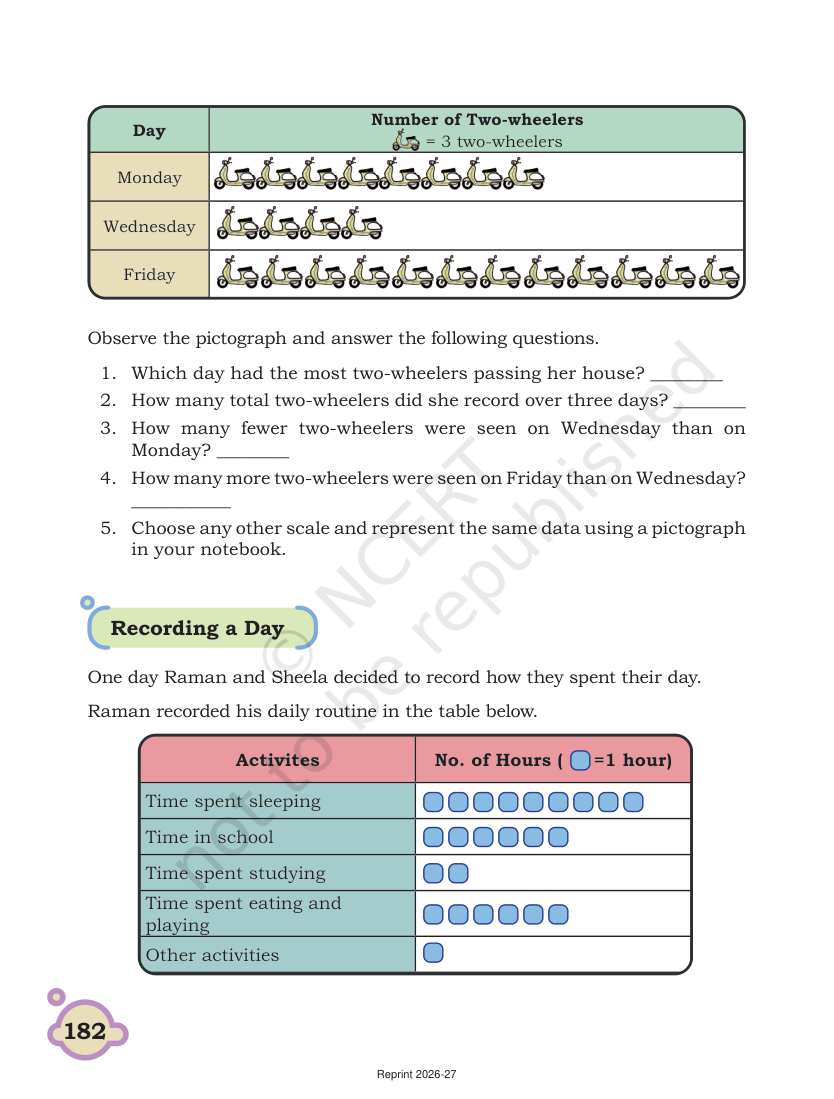 Day
Number of Two-wheelers
= 3 two-wheelers
Monday
Wednesday
Friday
Observe the pictograph and answer the following questions.
1. Which day had the most two-wheelers passing her house? ________
2. How many total two-wheelers did she record over three days? ________
3. How many fewer two-wheelers were seen on Wednesday than on
Monday? ________
4. How many more two-wheelers were seen on Friday than on Wednesday?
___________
5. Choose any other scale and represent the same data using a pictograph
in your notebook.
Recording a Day
One day Raman and Sheela decided to record how they spent their day.
Raman recorded his daily routine in the table below.
Activites
No. of Hours ( =1 hour)
Time spent sleeping
Time in school
Time spent studying
Time spent eating and
playing
Other activities
182
Reprint 2026-27
© NCERT
not to be republished